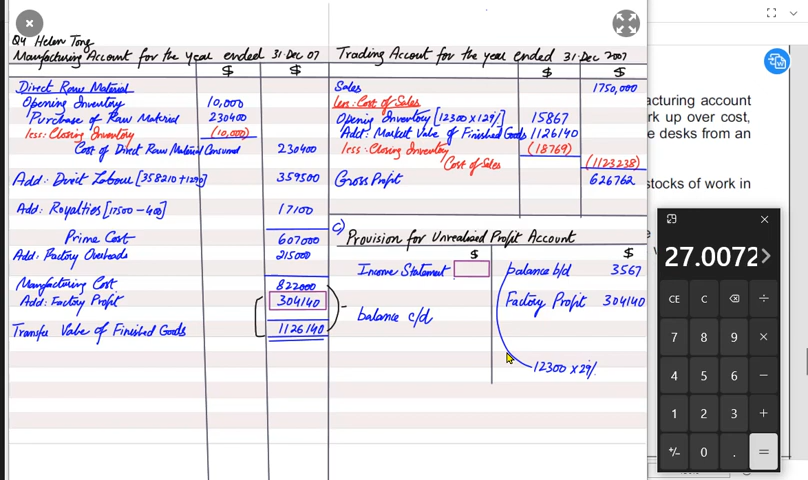 Q4 Helen Tong
Manufacturing Account for the year ended 31 Dec 07
$ $
Direct Raw Material
Opening Inventory 10,000
Purchase of Raw Material 230400
less: Closing Inventory (10,000)
Cost of Direct Raw Material Consumed 230400
Add: Direct Labour [358210+1290] 359500
Add: Royalties [17500 - 400] 17100
Prime Cost 607000
Add: Factory Overheads 215000
Manufacturing Cost 822000
Add: Factory Profit 304140
Transfer Value of Finished Goods 1126140
Trading Account for the year ended 31 Dec 2007
$ $
Sales 1750,000
less: Cost of Sales
Opening Inventory [12300 x 129%] 15867
Add: Market Value of Finished Goods 1126140
less: Closing Inventory (18769)
Cost of Sales (1123238)
Gross Profit 626762
c) Provision for Unrealised Profit Account
$ $
Income Statement balance b/d 3567
Factory Profit 304140
balance c/d
12300 x 29%
acturing account
rk up over cost,
e desks from an
stocks of work in
27.0072
CE C ÷
7 8 9 ×
4 5 6 −
1 2 3 +
+/- 0 . =